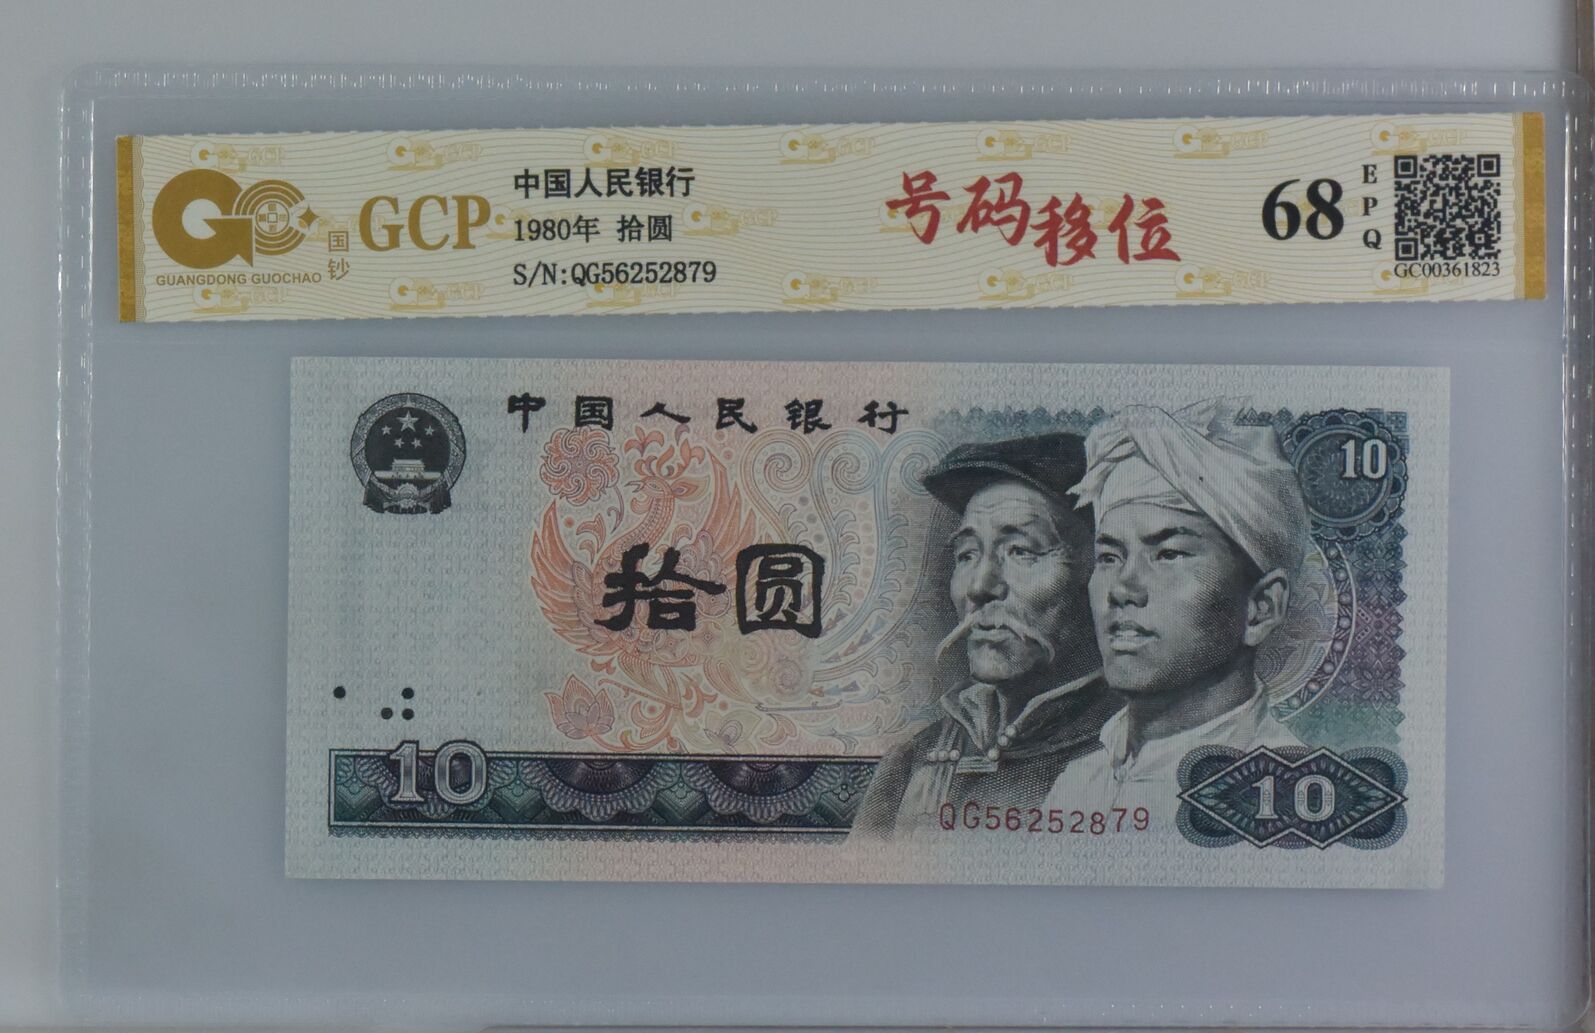 GCP
国钞
GUANGDONG GUOCHAO
中国人民银行
1980年 拾圆
S/N:QG56252879
号码移位
68
EPQ
GC00361823
中国人民银行
10
拾圆
10
QG56252879
10